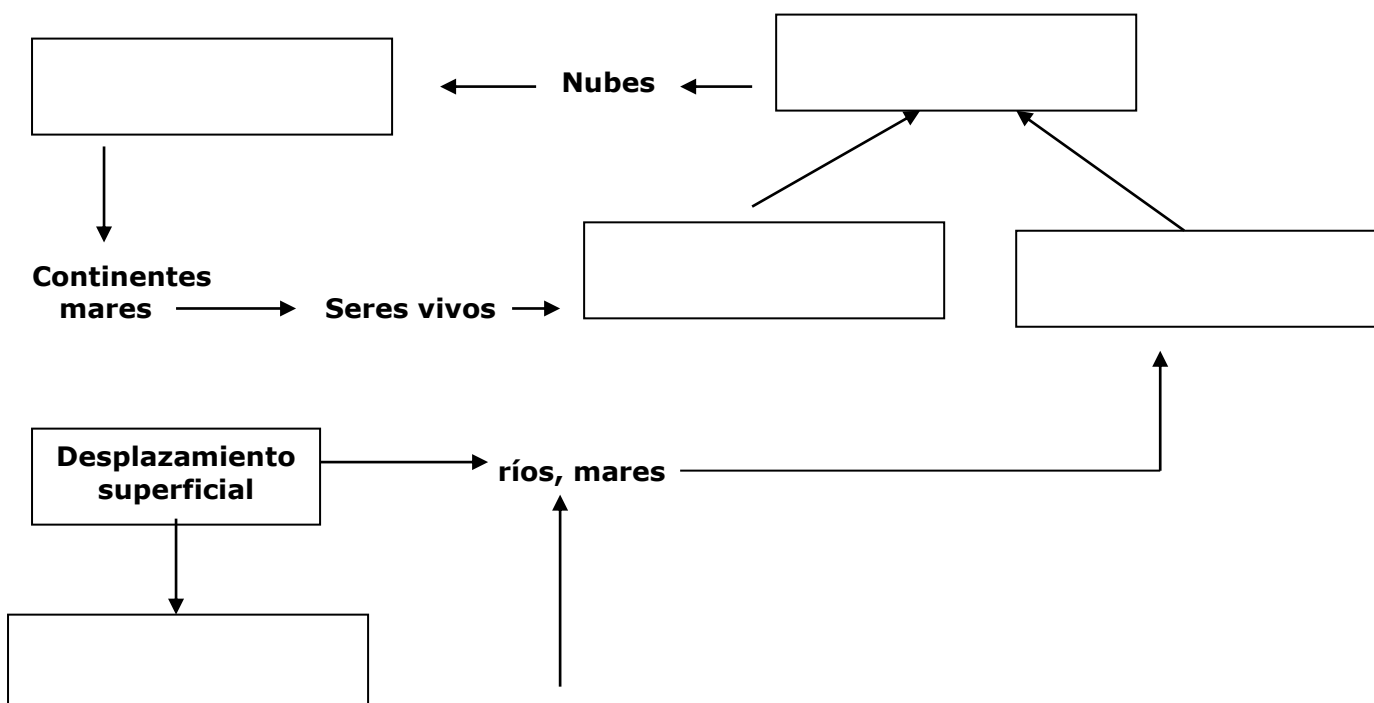 Nubes
Continentes
mares
Seres vivos
Desplazamiento
superficial
ríos, mares